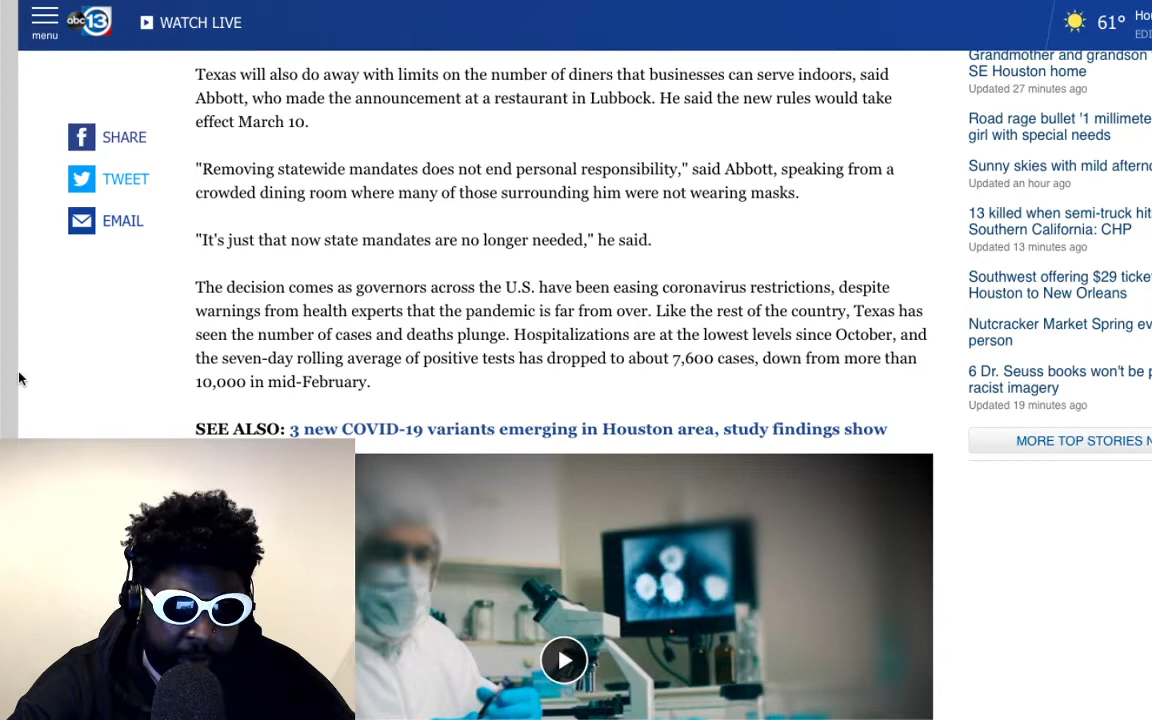 menu
abc 13
WATCH LIVE
61°
Texas will also do away with limits on the number of diners that businesses can serve indoors, said
Abbott, who made the announcement at a restaurant in Lubbock. He said the new rules would take
effect March 10.
SHARE
TWEET
EMAIL
"Removing statewide mandates does not end personal responsibility," said Abbott, speaking from a
crowded dining room where many of those surrounding him were not wearing masks.
"It's just that now state mandates are no longer needed," he said.
The decision comes as governors across the U.S. have been easing coronavirus restrictions, despite
warnings from health experts that the pandemic is far from over. Like the rest of the country, Texas has
seen the number of cases and deaths plunge. Hospitalizations are at the lowest levels since October, and
the seven-day rolling average of positive tests has dropped to about 7,600 cases, down from more than
10,000 in mid-February.
SEE ALSO: 3 new COVID-19 variants emerging in Houston area, study findings show
Grandmother and grandson
SE Houston home
Updated 27 minutes ago
Road rage bullet '1 millimete
girl with special needs
Sunny skies with mild afterno
Updated an hour ago
13 killed when semi-truck hit
Southern California: CHP
Updated 13 minutes ago
Southwest offering $29 ticke
Houston to New Orleans
Nutcracker Market Spring ev
person
6 Dr. Seuss books won't be p
racist imagery
Updated 19 minutes ago
MORE TOP STORIES